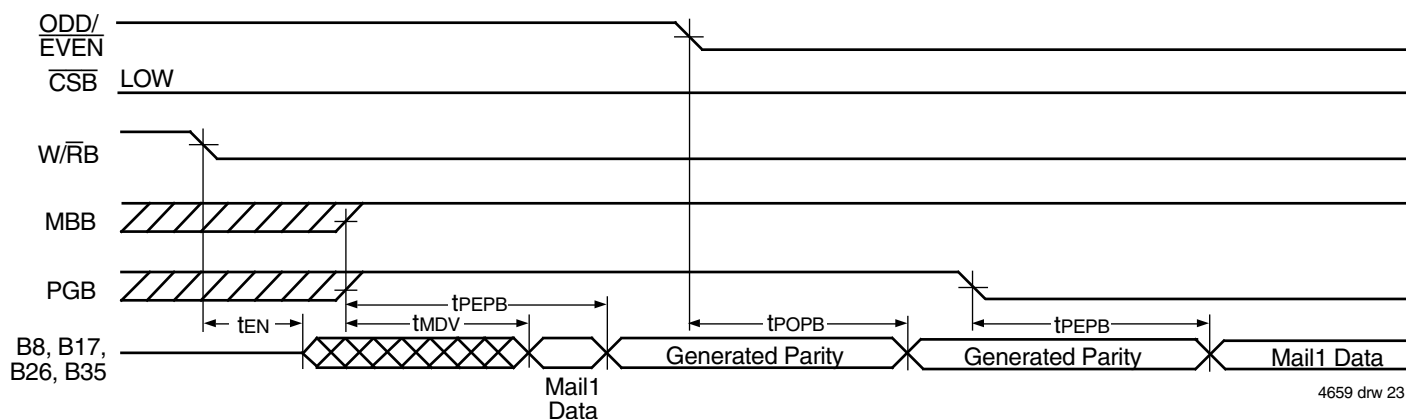 ODD/
EVEN
CSB LOW
W/RB
MBB
PGB
tPEPB
tEN tMDV tPOPB tPEPB
B8, B17,
B26, B35
Generated Parity Generated Parity Mail1 Data
Mail1
Data
4659 drw 23